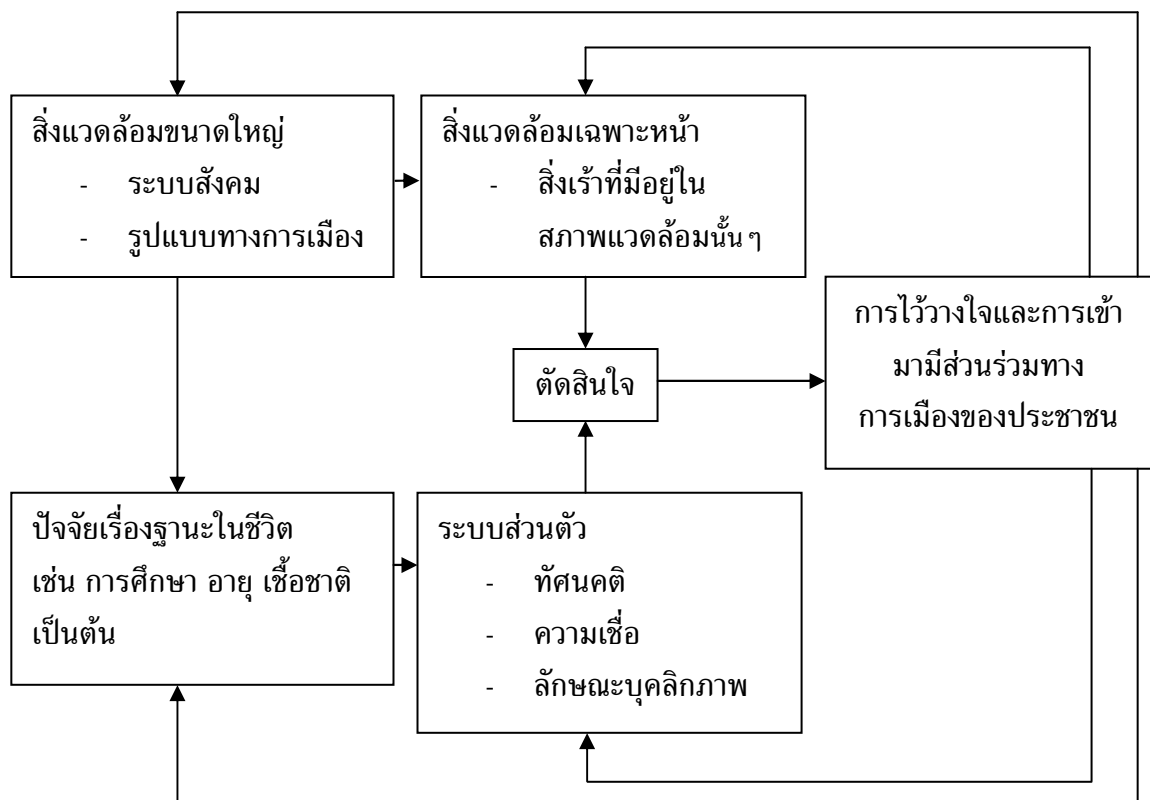 สิ่งแวดล้อมขนาดใหญ่
- ระบบสังคม
- รูปแบบทางการเมือง
สิ่งแวดล้อมเฉพาะหน้า
- สิ่งเร้าที่มีอยู่ใน
สภาพแวดล้อมนั้นๆ
การไว้วางใจและการเข้า
มามีส่วนร่วมทาง
การเมืองของประชาชน
ตัดสินใจ
ปัจจัยเรื่องฐานะในชีวิต
เช่น การศึกษา อายุ เชื้อชาติ
เป็นต้น
ระบบส่วนตัว
- ทัศนคติ
- ความเชื่อ
- ลักษณะบุคลิกภาพ